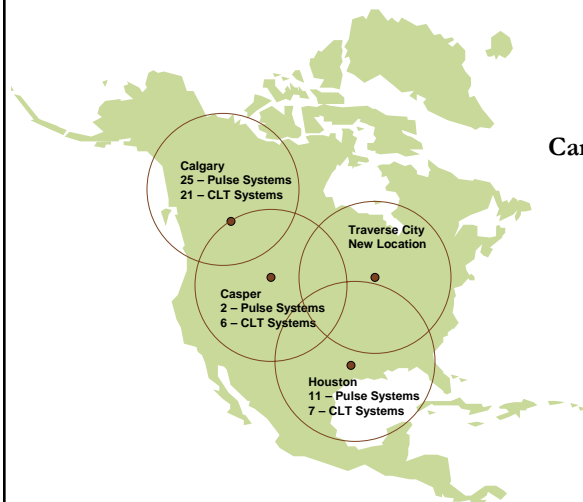 Car
Calgary
25 – Pulse Systems
21 – CLT Systems
Traverse City
New Location
Casper
2 – Pulse Systems
6 – CLT Systems
Houston
11 – Pulse Systems
7 – CLT Systems